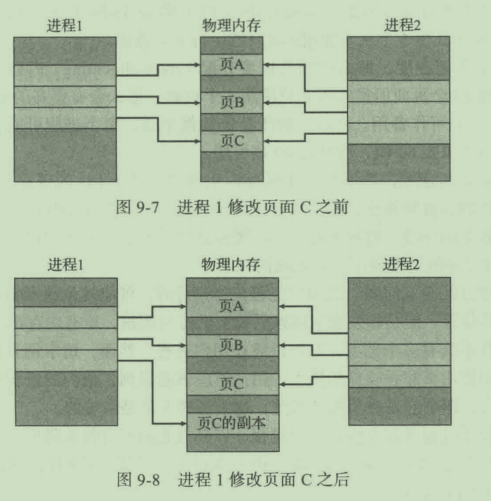 进程1 物理内存 进程2
页A
页B
页C
图 9-7 进程 1 修改页面 C 之前
进程1 物理内存 进程2
页A
页B
页C
页C的副本
图 9-8 进程 1 修改页面 C 之后